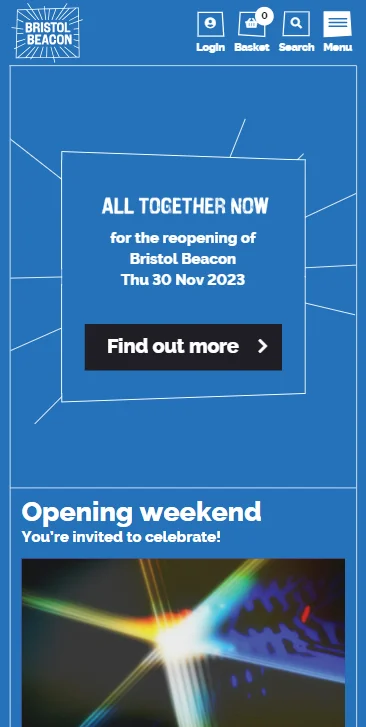 BRISTOL
BEACON
0
Login Basket Search Menu
ALL TOGETHER NOW
for the reopening of
Bristol Beacon
Thu 30 Nov 2023
Find out more
Opening weekend
You're invited to celebrate!